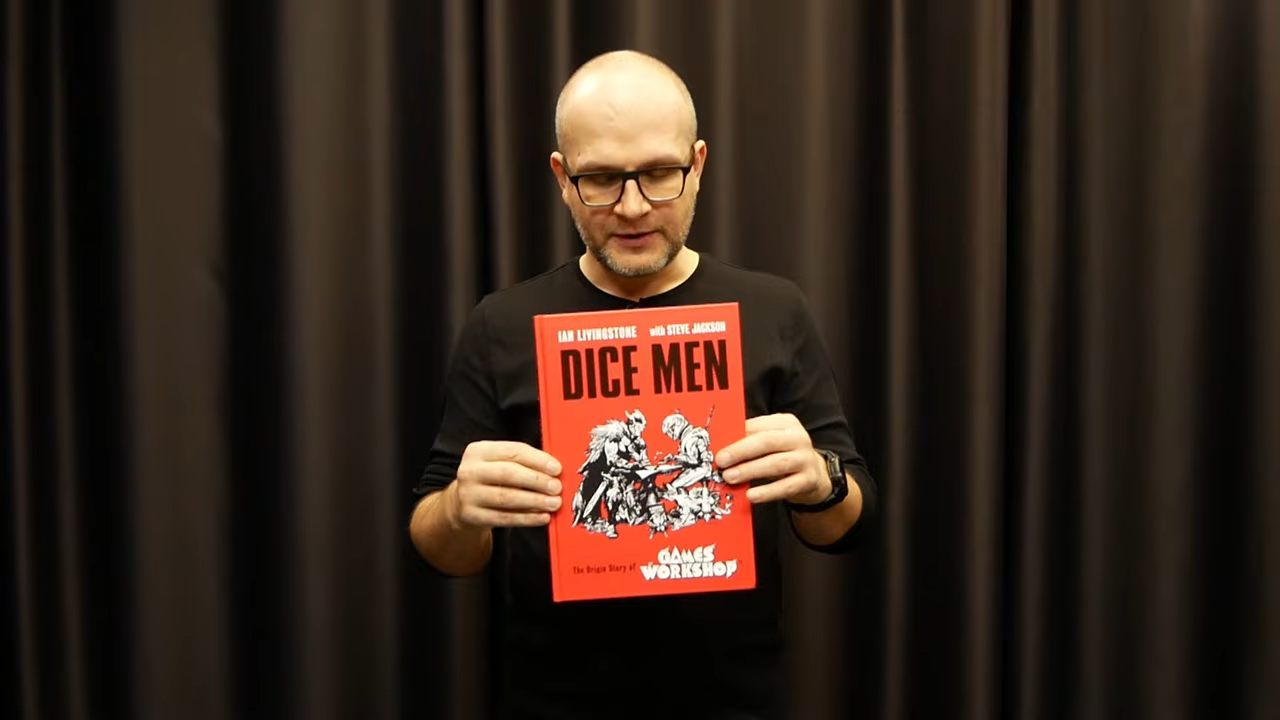 IAN LIVINGSTONE with STEVE JACKSON
DICE MEN
The Origin Story of
GAMES
WORKSHOP